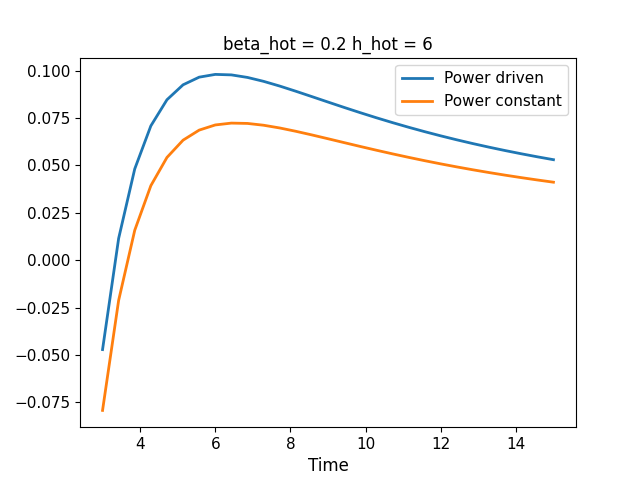 beta_hot = 0.2 h_hot = 6
Power driven
Power constant
0.100
0.075
0.050
0.025
0.000
−0.025
−0.050
−0.075
4 6 8 10 12 14
Time